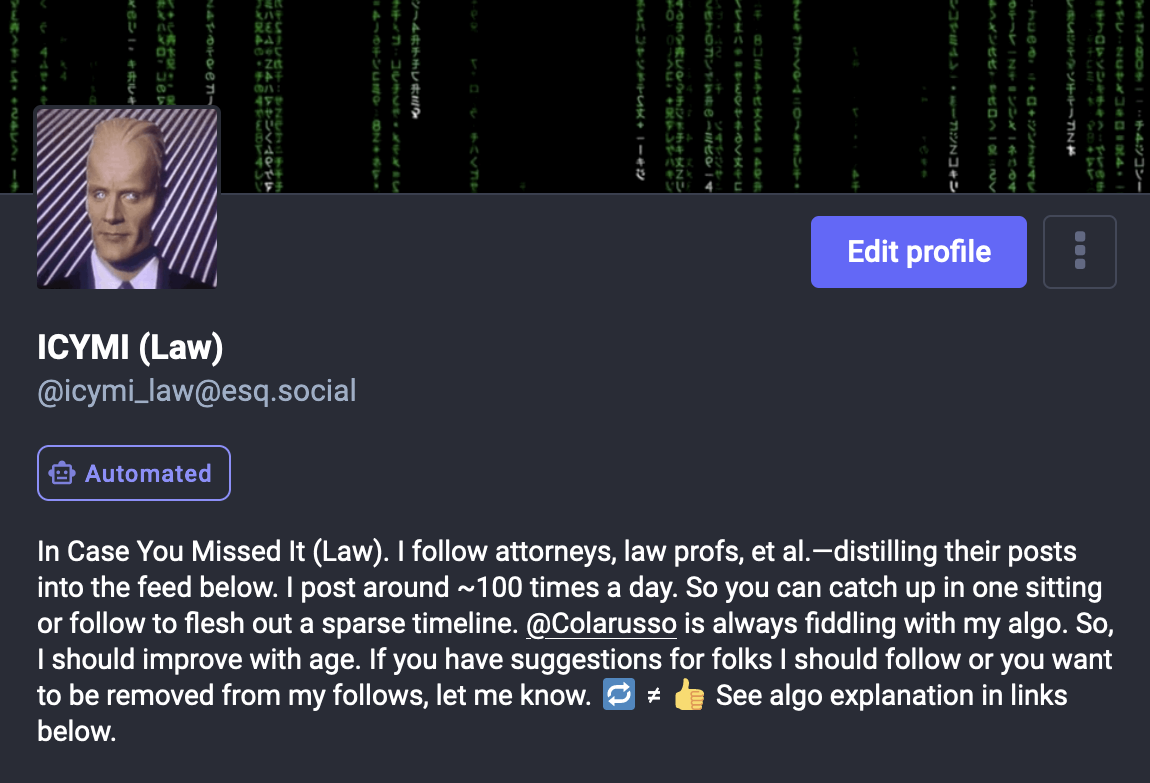 Edit profile
ICYMI (Law)
@icymi_law@esq.social
Automated
In Case You Missed It (Law). I follow attorneys, law profs, et al.—distilling their posts
into the feed below. I post around ~100 times a day. So you can catch up in one sitting
or follow to flesh out a sparse timeline. @Colarusso is always fiddling with my algo. So,
I should improve with age. If you have suggestions for folks I should follow or you want
to be removed from my follows, let me know. 🔁 ≠ 👍 See algo explanation in links
below.